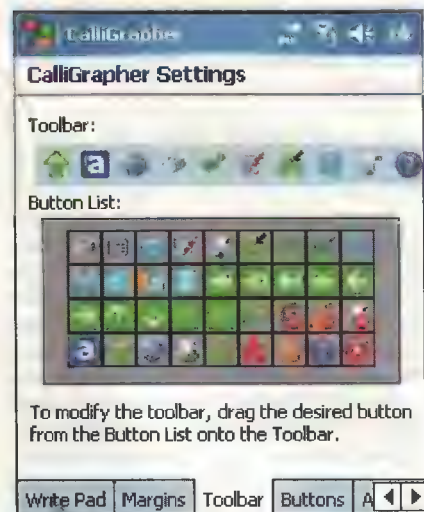 CalliGrapher
CalliGrapher Settings
Toolbar:
a
Button List:
a
To modify the toolbar, drag the desired button
from the Button List onto the Toolbar.
Write Pad Margins Toolbar Buttons A